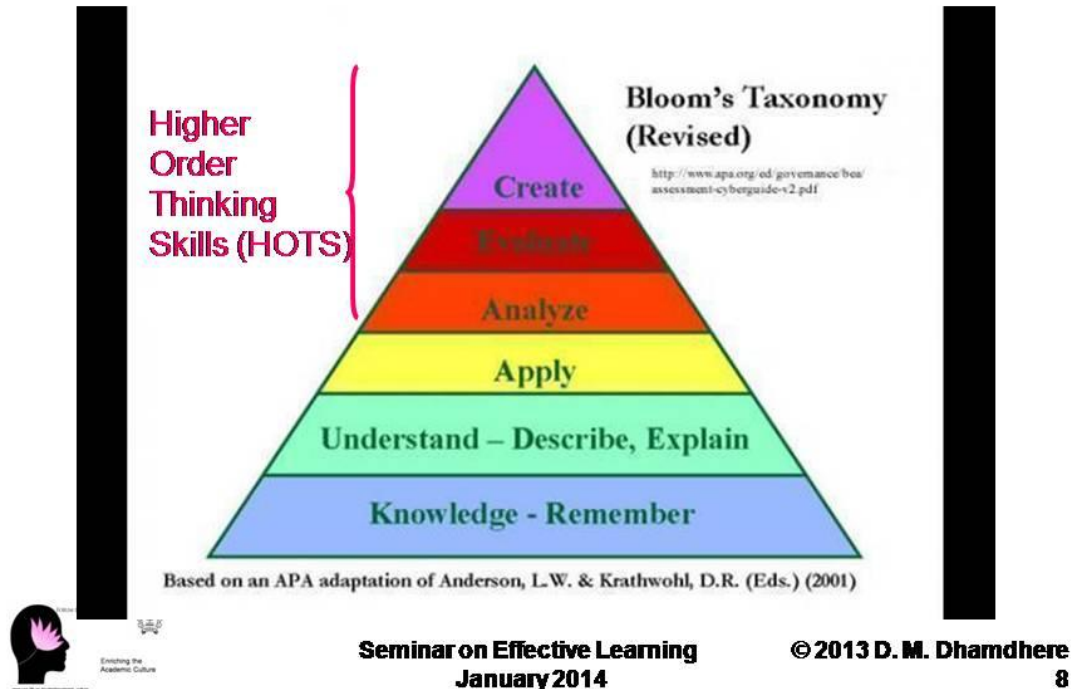 Higher
Order
Thinking
Skills (HOTS)
Bloom's Taxonomy
(Revised)
http://www.apa.org/ed/governance/bea/
assessment-cyberguide-v2.pdf
Create
Evaluate
Analyze
Apply
Understand – Describe, Explain
Knowledge - Remember
Based on an APA adaptation of Anderson, L.W. & Krathwohl, D.R. (Eds.) (2001)
Enriching the
Academic Culture
Seminar on Effective Learning
January 2014
© 2013 D. M. Dhamdhere
8